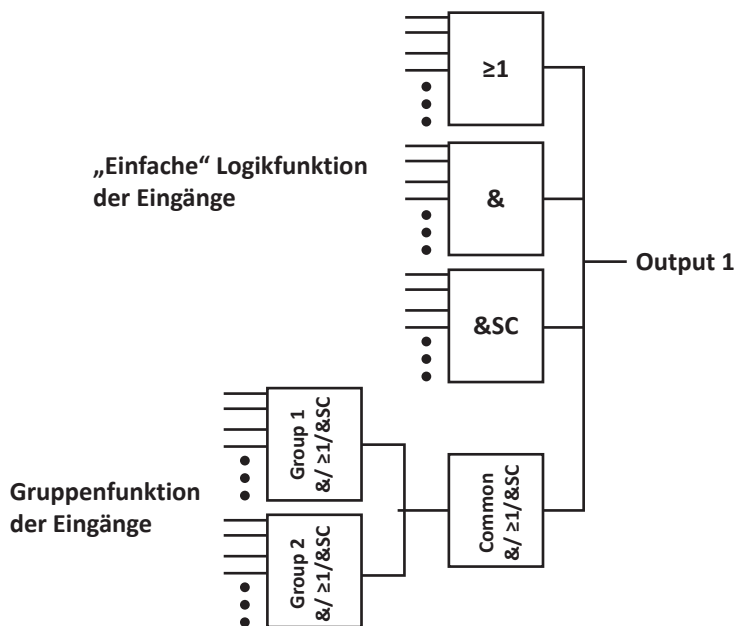 ≥1
„Einfache“ Logikfunktion
der Eingänge
&
Output 1
&SC
Gruppenfunktion
der Eingänge
Group 1
&/ ≥1/&SC
Group 2
&/ ≥1/&SC
Common
&/ ≥1/&SC